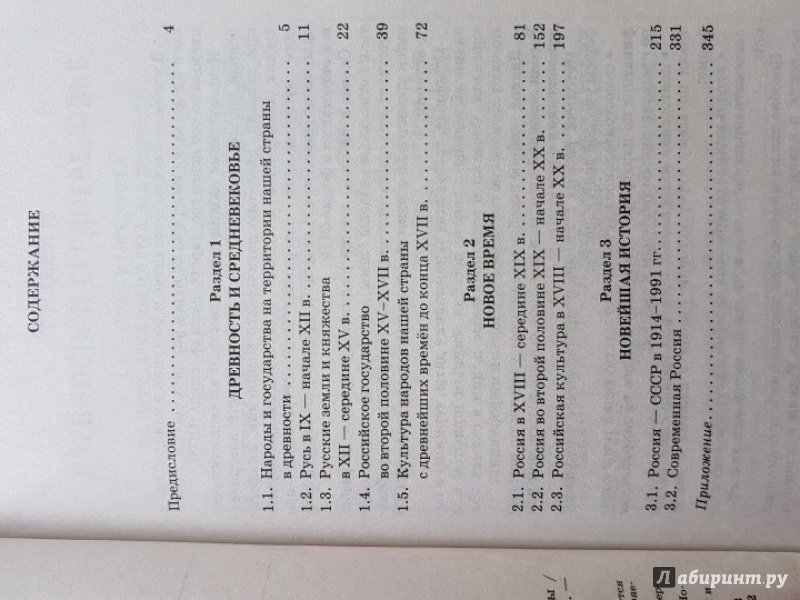 СОДЕРЖАНИЕ
Предисловие . . . . . . . . . . . . . . . . . . . . . . . . . . . . . . . . . . . . . . 4
Раздел 1
ДРЕВНОСТЬ И СРЕДНЕВЕКОВЬЕ
1.1. Народы и государства на территории нашей страны
в древности . . . . . . . . . . . . . . . . . . . . . . . . . . . . . . . . . . 5
1.2. Русь в IX — начале XII в. . . . . . . . . . . . . . . . . . . . . . . . 11
1.3. Русские земли и княжества
в XII — середине XV в. . . . . . . . . . . . . . . . . . . . . . . . . 22
1.4. Российское государство
во второй половине XV–XVII в. . . . . . . . . . . . . . . . . . . 39
1.5. Культура народов нашей страны
с древнейших времён до конца XVII в. . . . . . . . . . . . . . 72
Раздел 2
НОВОЕ ВРЕМЯ
2.1. Россия в XVIII — середине XIX в. . . . . . . . . . . . . . . . . . 81
2.2. Россия во второй половине XIX — начале XX в. . . . . . . 152
2.3. Российская культура в XVIII — начале XX в. . . . . . . . . 197
Раздел 3
НОВЕЙШАЯ ИСТОРИЯ
3.1. Россия — СССР в 1914–1991 гг. . . . . . . . . . . . . . . . . . . 215
3.2. Современная Россия . . . . . . . . . . . . . . . . . . . . . . . . . . 331
Приложение. . . . . . . . . . . . . . . . . . . . . . . . . . . . . . . . . . . . . 345
Лабиринт.ру